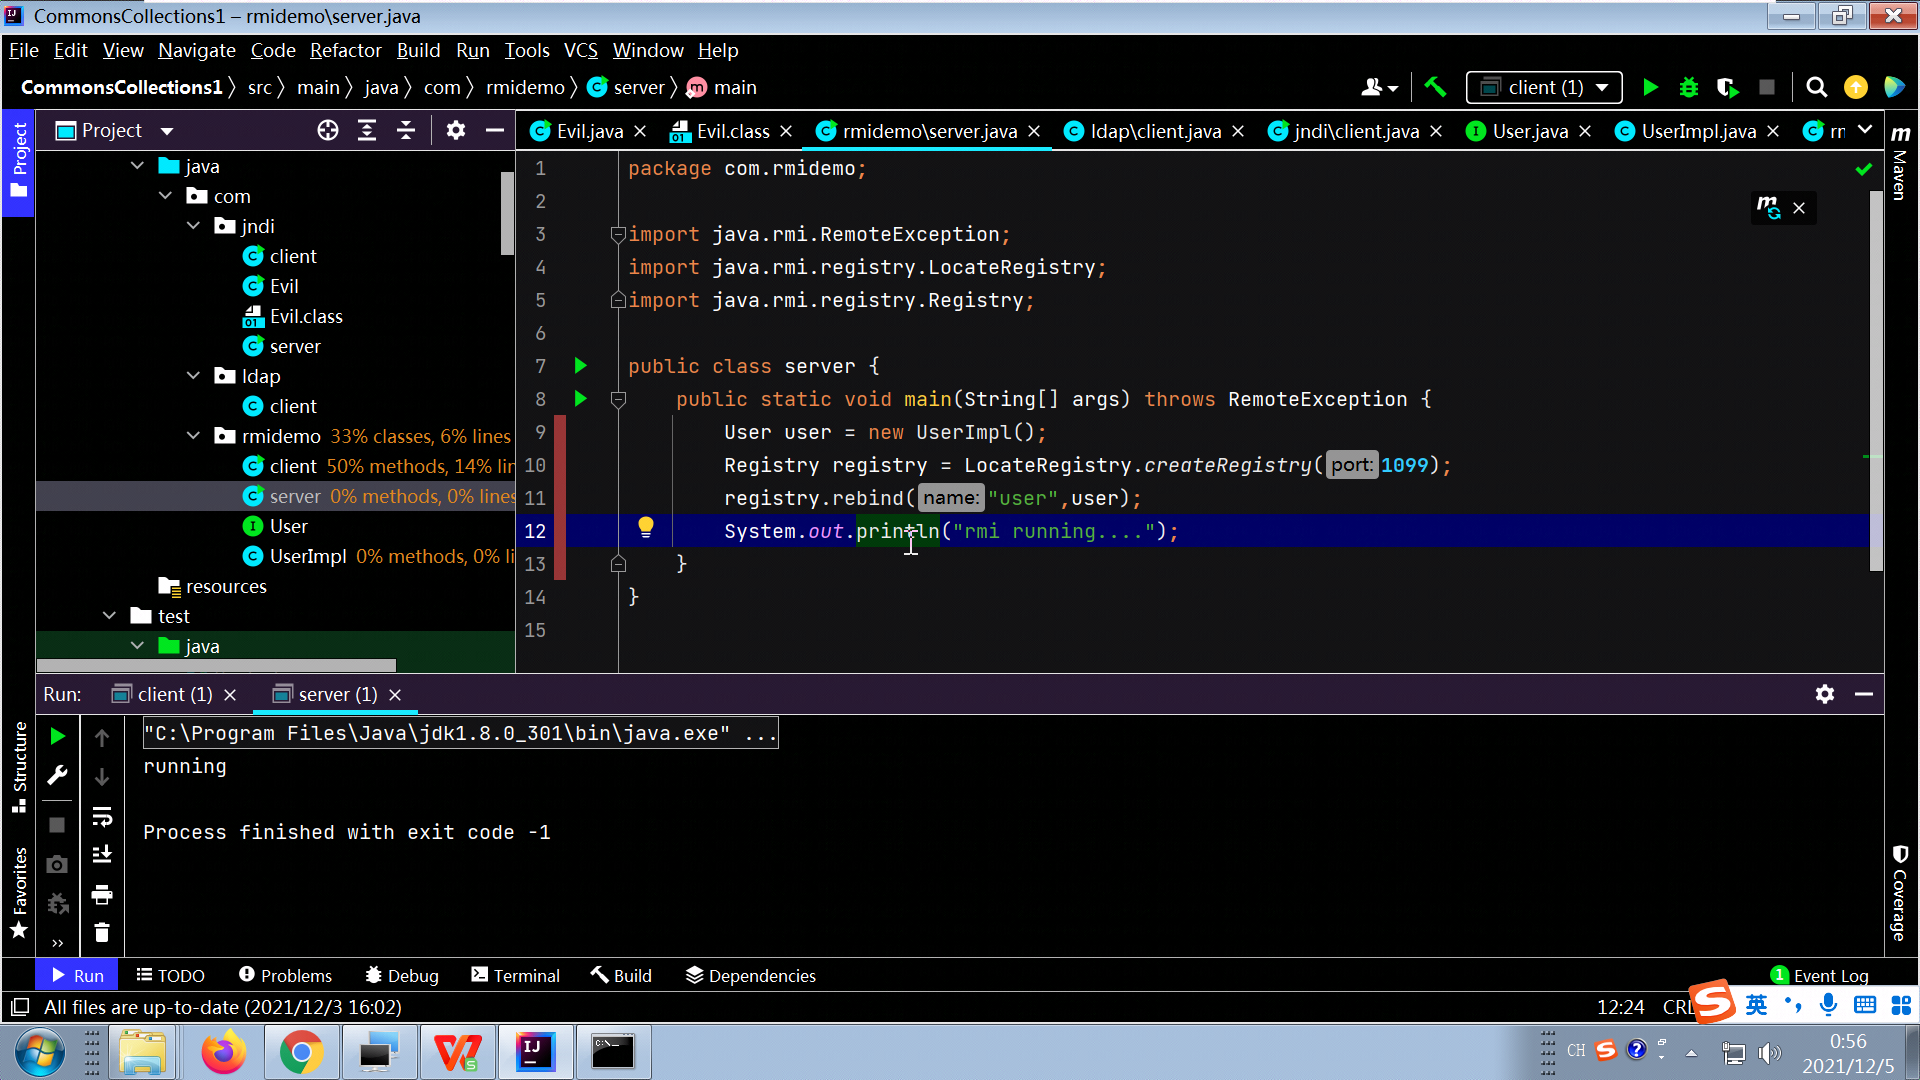 CommonsCollections1 – rmidemo\server.java
File Edit View Navigate Code Refactor Build Run Tools VCS Window Help
CommonsCollections1 〉 src 〉 main 〉 java 〉 com 〉 rmidemo 〉 server 〉 main
client (1)
Project
Evil.java Evil.class rmidemo\server.java ldap\client.java jndi\client.java User.java UserImpl.java
java
com
jndi
client
Evil
Evil.class
server
ldap
client
rmidemo 33% classes, 6% lines
client 50% methods, 14% lin
server 0% methods, 0% lines
User
UserImpl 0% methods, 0% li
resources
test
java
1 package com.rmidemo;
2
3 import java.rmi.RemoteException;
4 import java.rmi.registry.LocateRegistry;
5 import java.rmi.registry.Registry;
6
7 public class server {
8 public static void main(String[] args) throws RemoteException {
9 User user = new UserImpl();
10 Registry registry = LocateRegistry.createRegistry( port: 1099);
11 registry.rebind( name: "user",user);
12 System.out.println("rmi running....");
13 }
14 }
15
Project
Structure
Favorites
Maven
Coverage
Run: client (1) server (1)
"C:\Program Files\Java\jdk1.8.0_301\bin\java.exe" ...
running
Process finished with exit code -1
Run TODO Problems Debug Terminal Build Dependencies
1 Event Log
All files are up-to-date (2021/12/3 16:02)
12:24 CRL
英
CH
0:56
2021/12/5